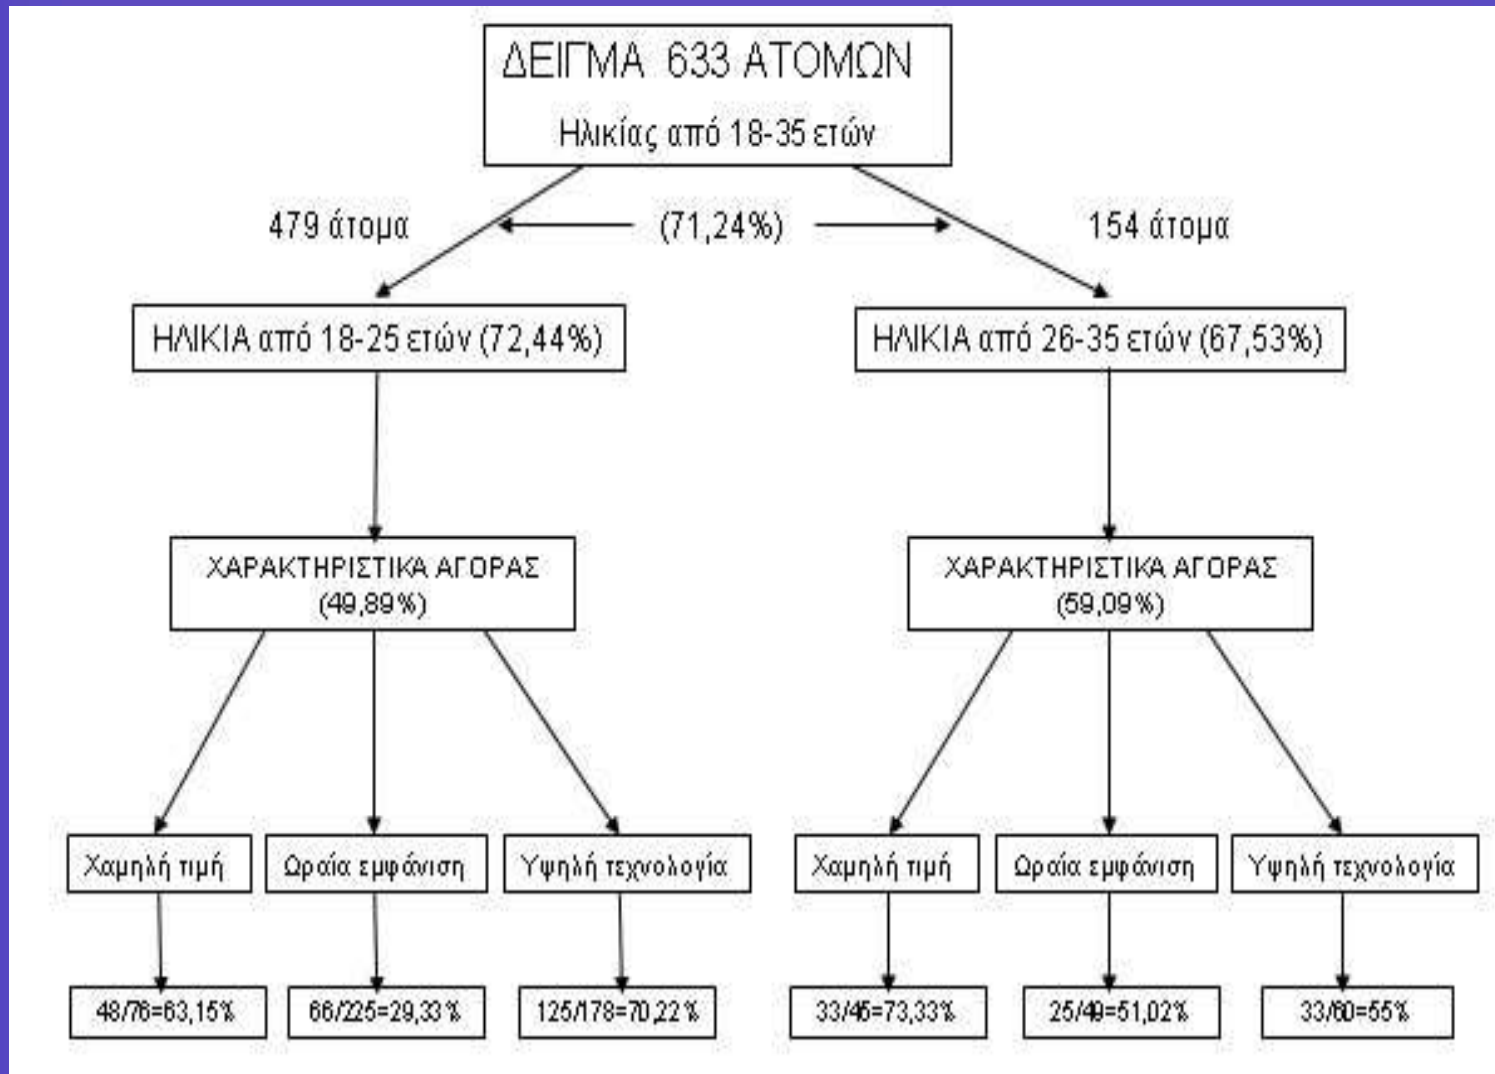 ΔΕΙΓΜΑ 633 ΑΤΟΜΩΝ
Ηλικίας από 18-35 ετών
479 άτομα
(71,24%)
154 άτομα
ΗΛΙΚΙΑ από 18-25 ετών (72,44%)
ΗΛΙΚΙΑ από 26-35 ετών (67,53%)
ΧΑΡΑΚΤΗΡΙΣΤΙΚΑ ΑΓΟΡΑΣ
(49,89%)
ΧΑΡΑΚΤΗΡΙΣΤΙΚΑ ΑΓΟΡΑΣ
(59,09%)
Χαμηλή τιμή
Ωραία εμφάνιση
Υψηλή τεχνολογία
Χαμηλή τιμή
Ωραία εμφάνιση
Υψηλή τεχνολογία
48/76=63,15%
66/225=29,33%
125/178=70,22%
33/45=73,33%
25/49=51,02%
33/60=55%